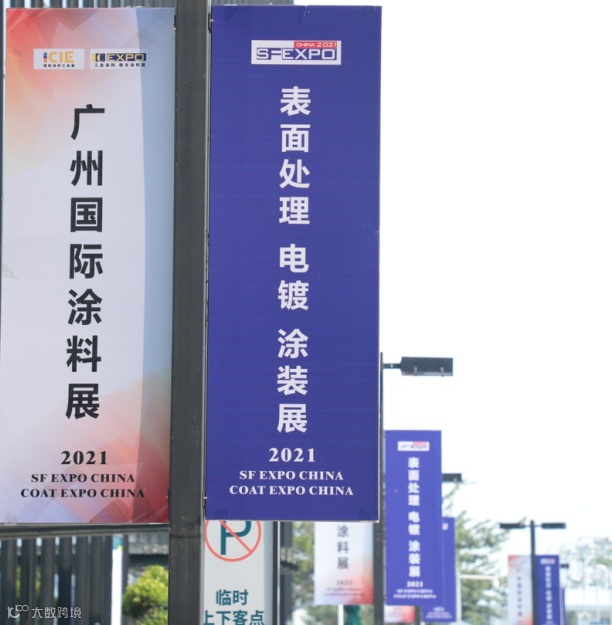 CIE
EXPO
广州国际涂料展
2021
SF EXPO CHINA
COAT EXPO CHINA
CHINA 2021
SFEXPO
表面处理 电镀 涂装展
2021
SF EXPO CHINA
COAT EXPO CHINA
P
临时
上下客点
涂料展
2021
表面处理 电镀 涂装展
2021
大数跨境